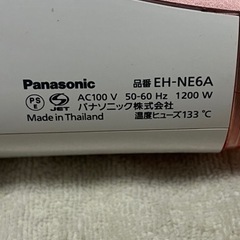 Panasonic 品番 EH-NE6A
PS E JET AC100 V 50-60 Hz 1200 W
パナソニック株式会社
Made in Thailand 温度ヒューズ133 ℃